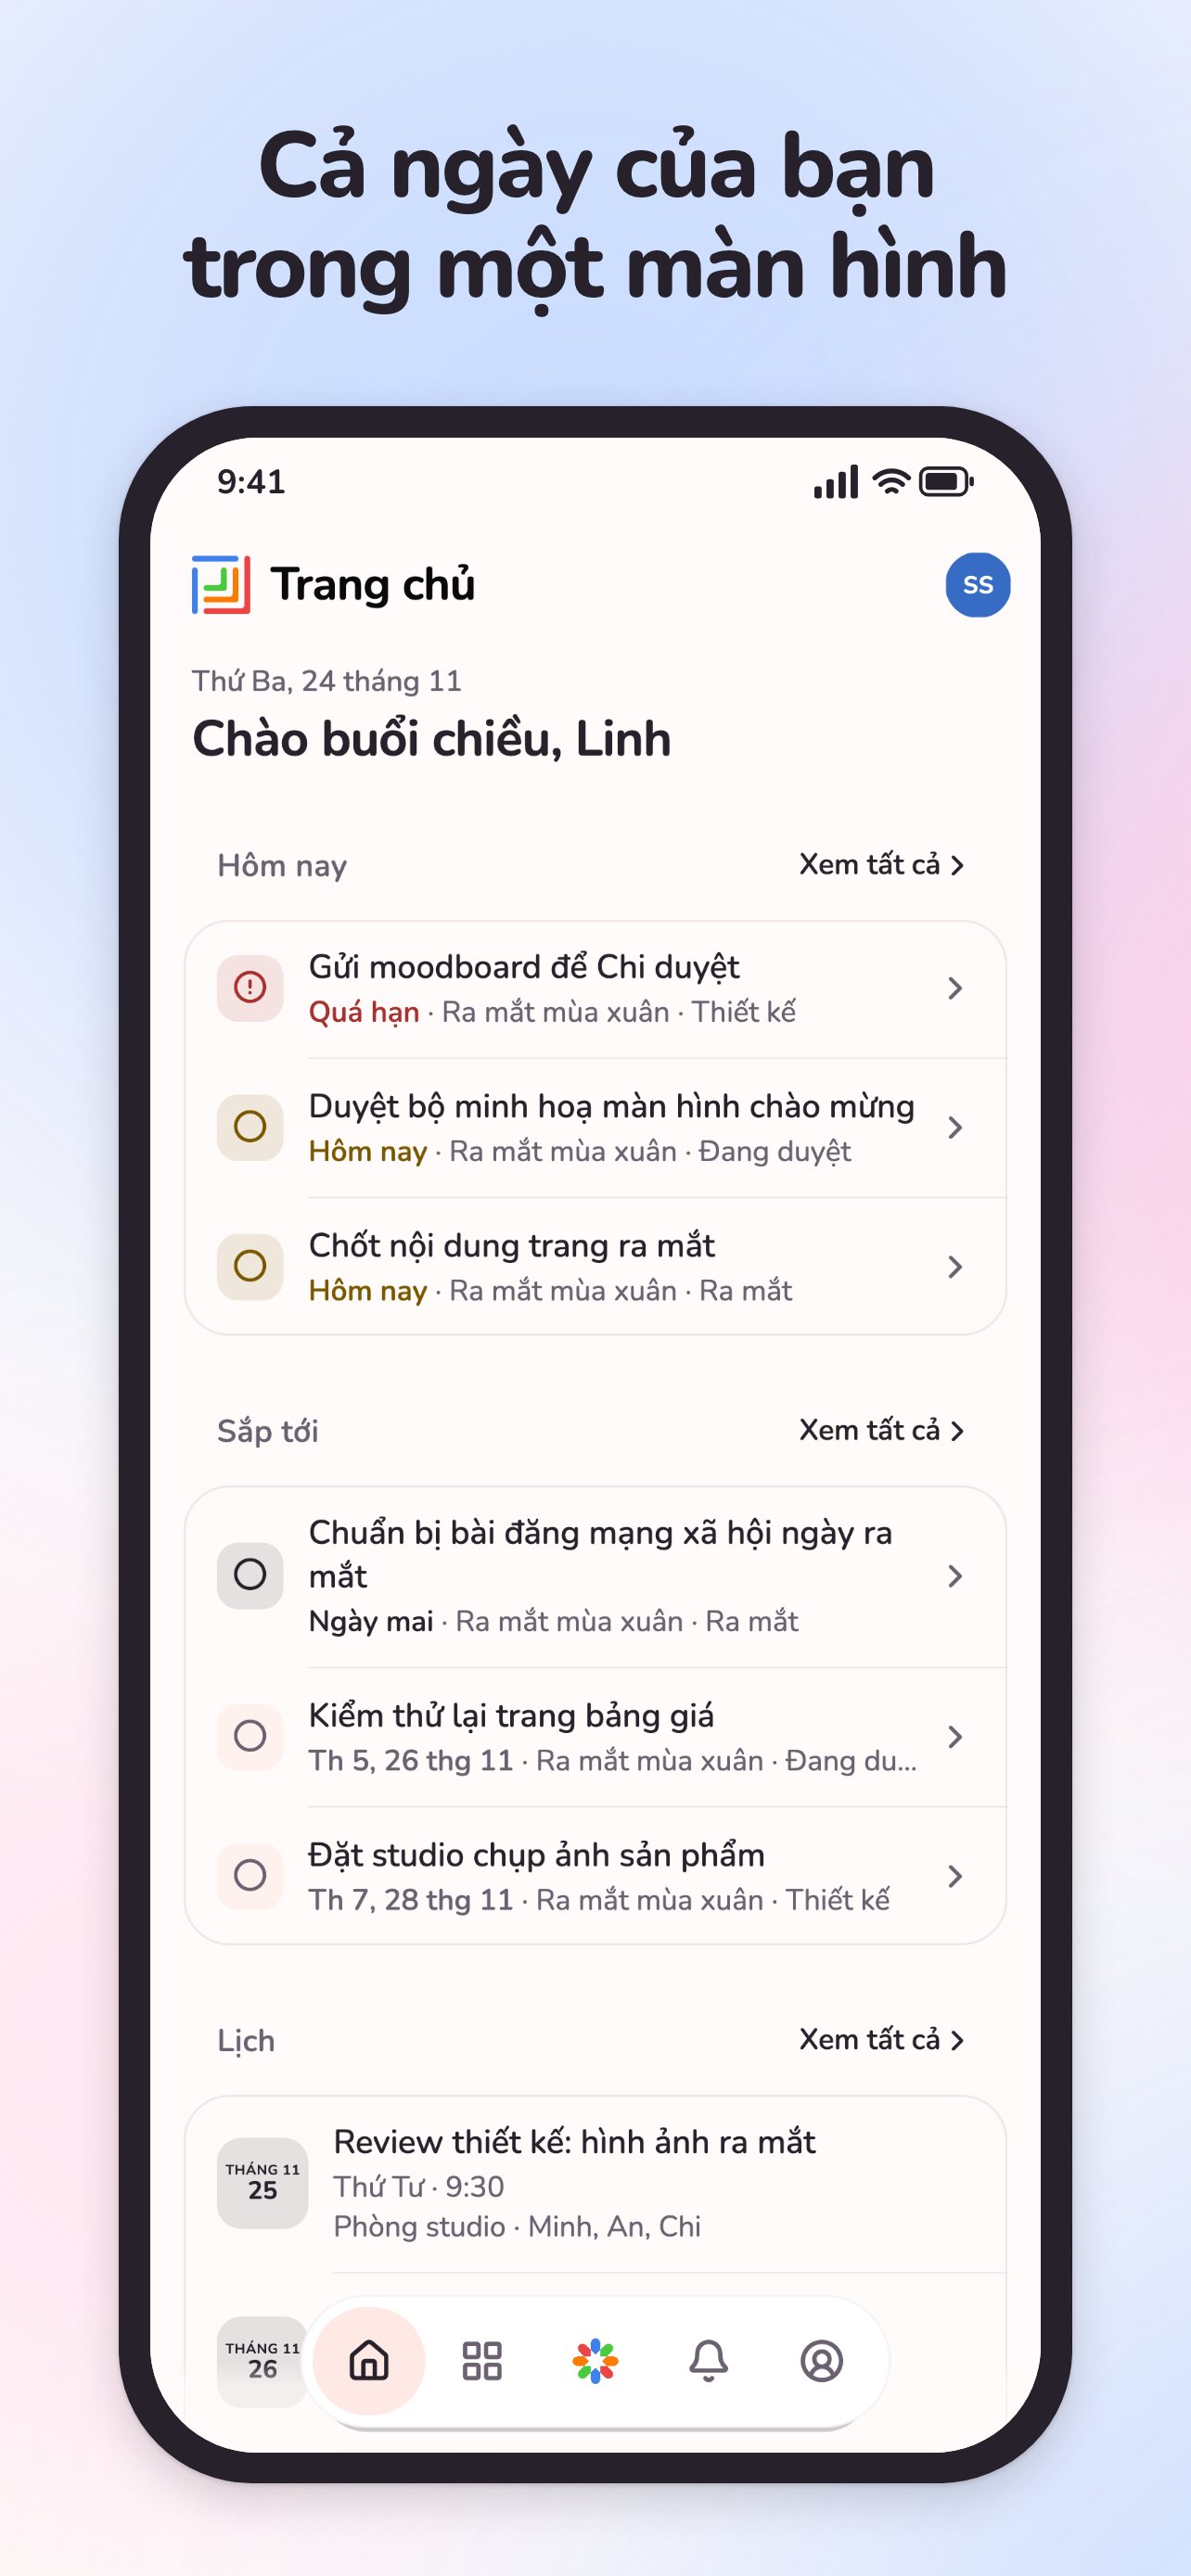 Cả ngày của bạn
trong một màn hình
9:41
Trang chủ
SS
Thứ Ba, 24 tháng 11
Chào buổi chiều, Linh
Hôm nay
Xem tất cả
Gửi moodboard để Chi duyệt
Quá hạn · Ra mắt mùa xuân · Thiết kế
Duyệt bộ minh hoạ màn hình chào mừng
Hôm nay · Ra mắt mùa xuân · Đang duyệt
Chốt nội dung trang ra mắt
Hôm nay · Ra mắt mùa xuân · Ra mắt
Sắp tới
Xem tất cả
Chuẩn bị bài đăng mạng xã hội ngày ra
mắt
Ngày mai · Ra mắt mùa xuân · Ra mắt
Kiểm thử lại trang bảng giá
Th 5, 26 thg 11 · Ra mắt mùa xuân · Đang du...
Đặt studio chụp ảnh sản phẩm
Th 7, 28 thg 11 · Ra mắt mùa xuân · Thiết kế
Lịch
Xem tất cả
THÁNG 11
25
Review thiết kế: hình ảnh ra mắt
Thứ Tư · 9:30
Phòng studio · Minh, An, Chi
THÁNG 11
26